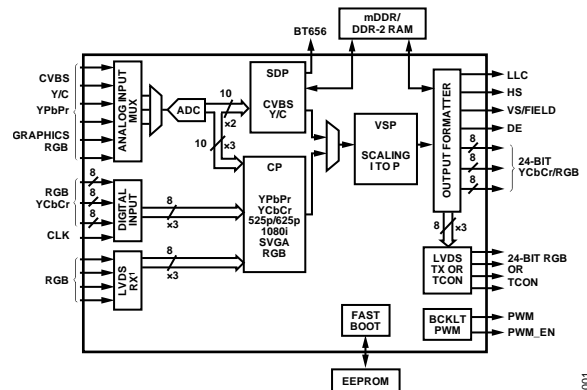 BT656
mDDR/
DDR-2 RAM
CVBS
Y/C
YPbPr
GRAPHICS
RGB
ANALOG INPUT
MUX
ADC
10
×2
10
×3
SDP
CVBS
Y/C
CP
YPbPr
YCbCr
525p/625p
1080i
SVGA
RGB
VSP
SCALING
I TO P
OUTPUT FORMATTER
LLC
HS
VS/FIELD
DE
8
8
8
24-BIT
YCbCr/RGB
8
8
8
RGB
YCbCr
CLK
DIGITAL
INPUT
8
×3
RGB
LVDS
RX1
8
×3
8
×3
LVDS
TX OR
TCON
24-BIT RGB
OR
TCON
FAST
BOOT
BCKLT
PWM
PWM
PWM_EN
EEPROM
001